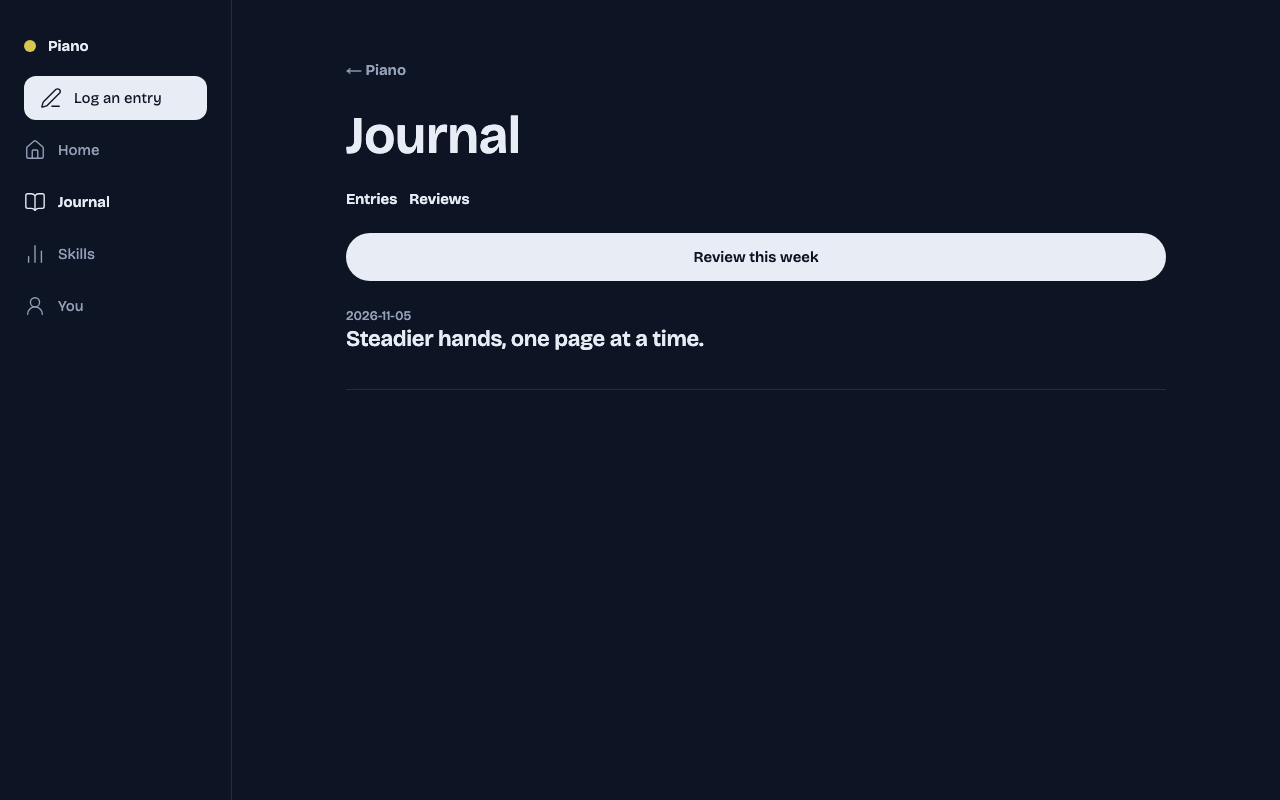 Piano
Log an entry
Home
Journal
Skills
You
← Piano
Journal
Entries Reviews
Review this week
2026-11-05
Steadier hands, one page at a time.